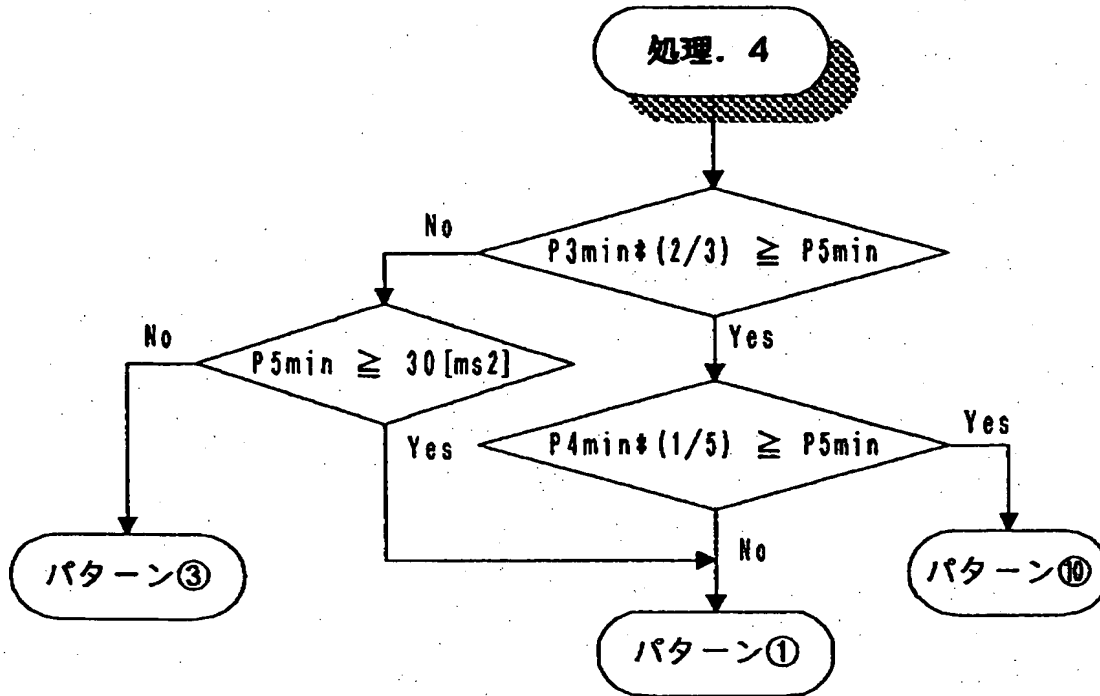 処理. 4
No
P3min*(2/3) ≧ P5min
No
Yes
P5min ≧ 30[ms2]
Yes
Yes
P4min*(1/5) ≧ P5min
No
パターン③
パターン⑩
パターン①